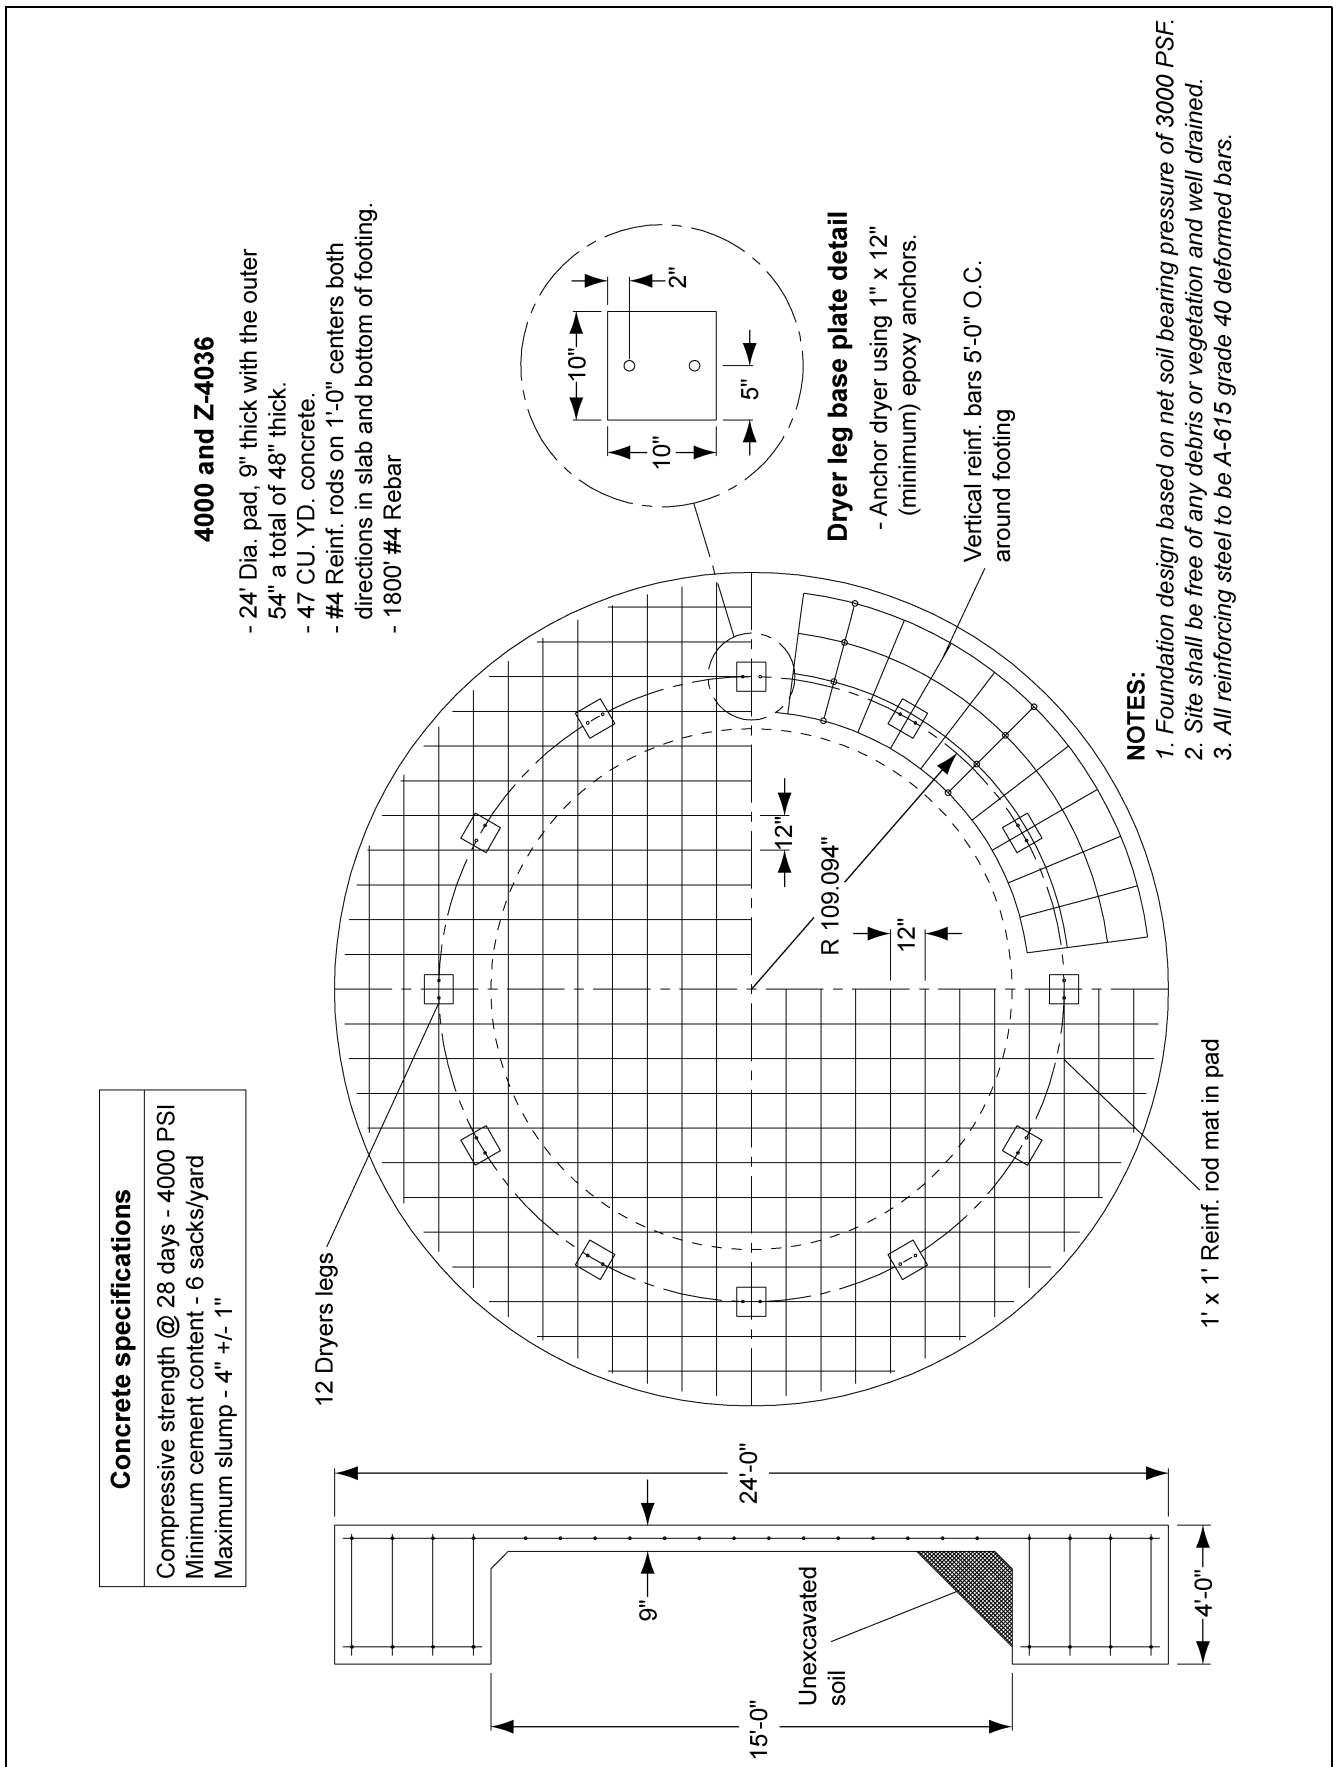 Concrete specifications
Compressive strength @ 28 days - 4000 PSI
Minimum cement content - 6 sacks/yard
Maximum slump - 4" +/- 1"
4000 and Z-4036
- 24' Dia. pad, 9" thick with the outer
54" a total of 48" thick.
- 47 CU. YD. concrete.
- #4 Reinf. rods on 1'-0" centers both
directions in slab and bottom of footing.
- 1800' #4 Rebar
12 Dryers legs
10"
10"
2"
5"
Dryer leg base plate detail
- Anchor dryer using 1" x 12"
(minimum) epoxy anchors.
Vertical reinf. bars 5'-0" O.C.
around footing
12"
R 109.094"
12"
24'-0"
9"
Unexcavated
soil
15'-0"
4'-0"
1' x 1' Reinf. rod mat in pad
NOTES:
1. Foundation design based on net soil bearing pressure of 3000 PSF.
2. Site shall be free of any debris or vegetation and well drained.
3. All reinforcing steel to be A-615 grade 40 deformed bars.